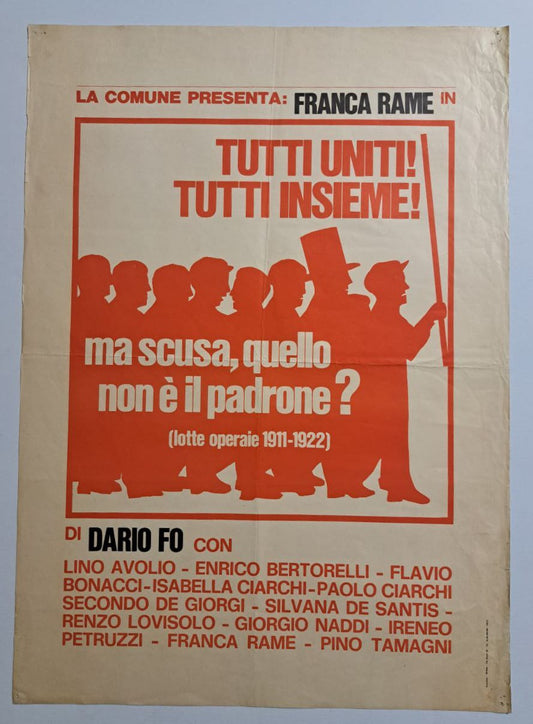 LA COMUNE PRESENTA: FRANCA RAME IN
TUTTI UNITI!
TUTTI INSIEME!
ma scusa, quello
non è il padrone?
(lotte operaie 1911-1922)
DI DARIO FO CON
LINO AVOLIO - ENRICO BERTORELLI - FLAVIO
BONACCI-ISABELLA CIARCHI-PAOLO CIARCHI
SECONDO DE GIORGI - SILVANA DE SANTIS -
RENZO LOVISOLO - GIORGIO NADDI - IRENEO
PETRUZZI - FRANCA RAME - PINO TAMAGNI